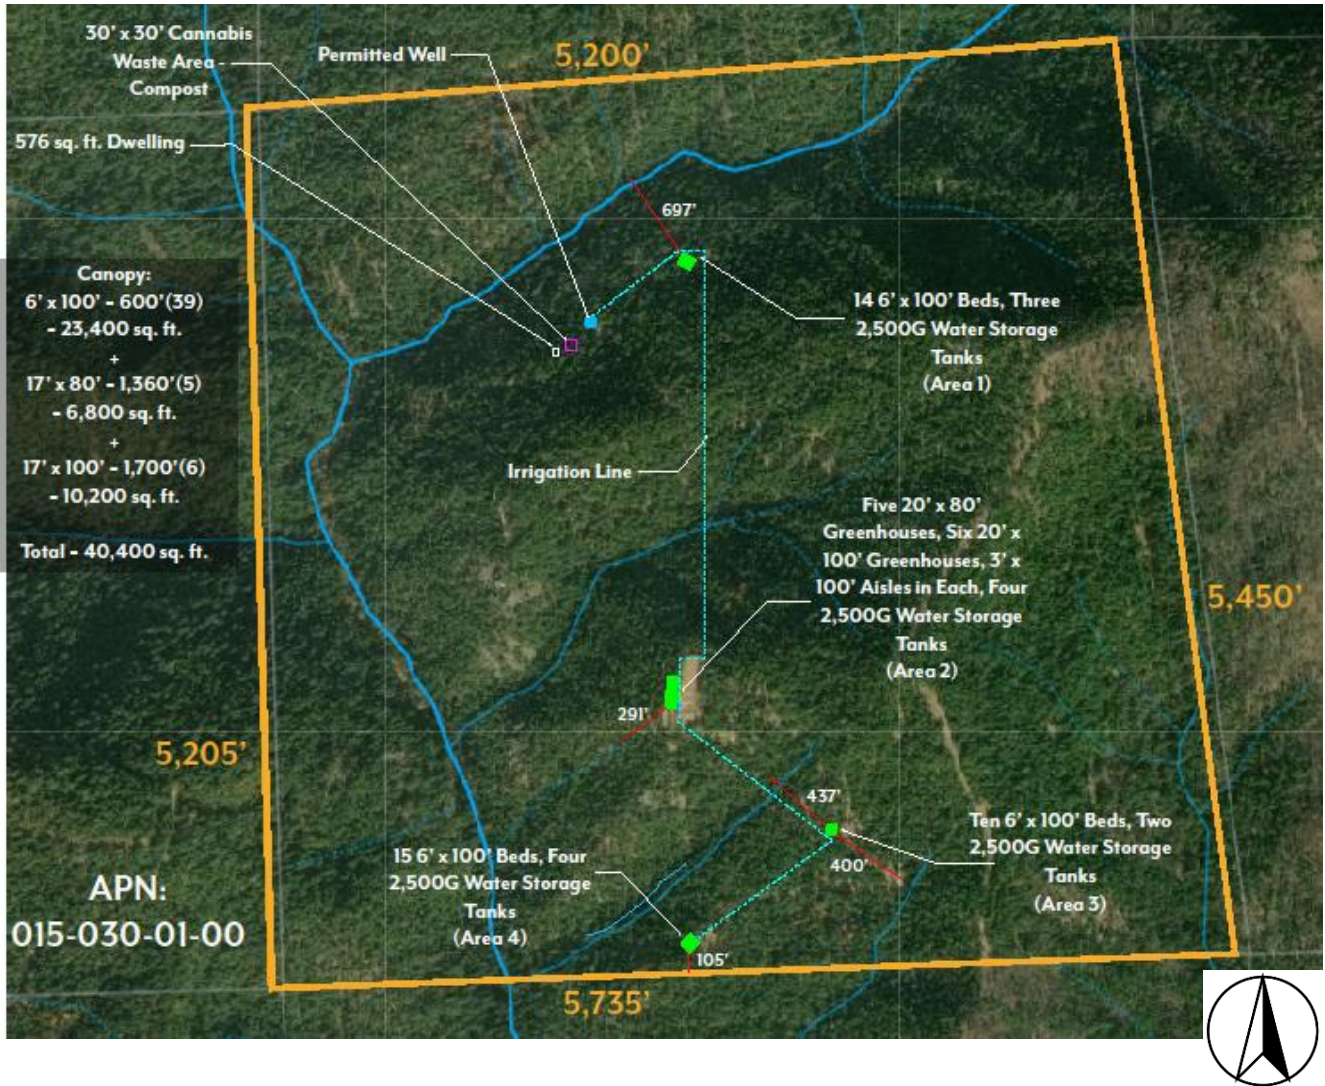 30' x 30' Cannabis
Waste Area -
Compost
Permitted Well
5,200'
576 sq. ft. Dwelling
697'
Canopy:
6' x 100' - 600'(39)
- 23,400 sq. ft.
+
17' x 80' - 1,360'(5)
- 6,800 sq. ft.
+
17' x 100' - 1,700'(6)
- 10,200 sq. ft.
Total - 40,400 sq. ft.
14 6' x 100' Beds, Three
2,500G Water Storage
Tanks
(Area 1)
Irrigation Line
Five 20' x 80'
Greenhouses, Six 20' x
100' Greenhouses, 3' x
100' Aisles in Each, Four
2,500G Water Storage
Tanks
(Area 2)
5,450'
291'
5,205'
437'
400'
Ten 6' x 100' Beds, Two
2,500G Water Storage
Tanks
(Area 3)
15 6' x 100' Beds, Four
2,500G Water Storage
Tanks
(Area 4)
APN:
015-030-01-00
105'
5,735'